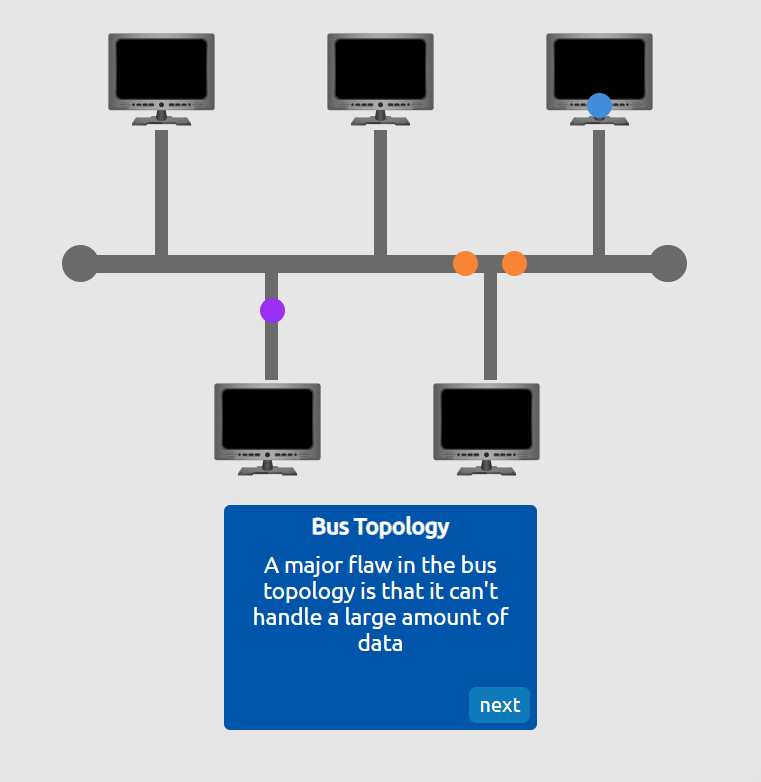 Bus Topology
A major flaw in the bus
topology is that it can't
handle a large amount of
data
next